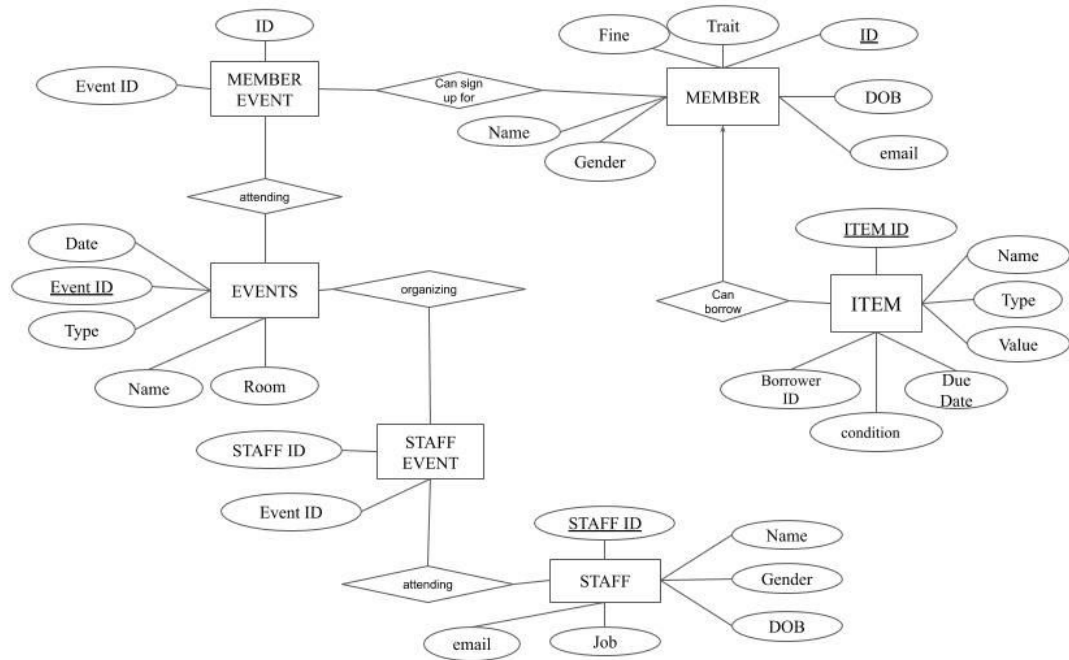 ID
Fine
Trait
ID
Event ID
MEMBER
EVENT
Can sign
up for
MEMBER
DOB
Name
Gender
email
attending
ITEM ID
Date
Name
Event ID
EVENTS
organizing
Can
borrow
ITEM
Type
Type
Value
Name
Room
Borrower
ID
Due
Date
condition
STAFF ID
STAFF
EVENT
Event ID
STAFF ID
Name
attending
STAFF
Gender
email
Job
DOB